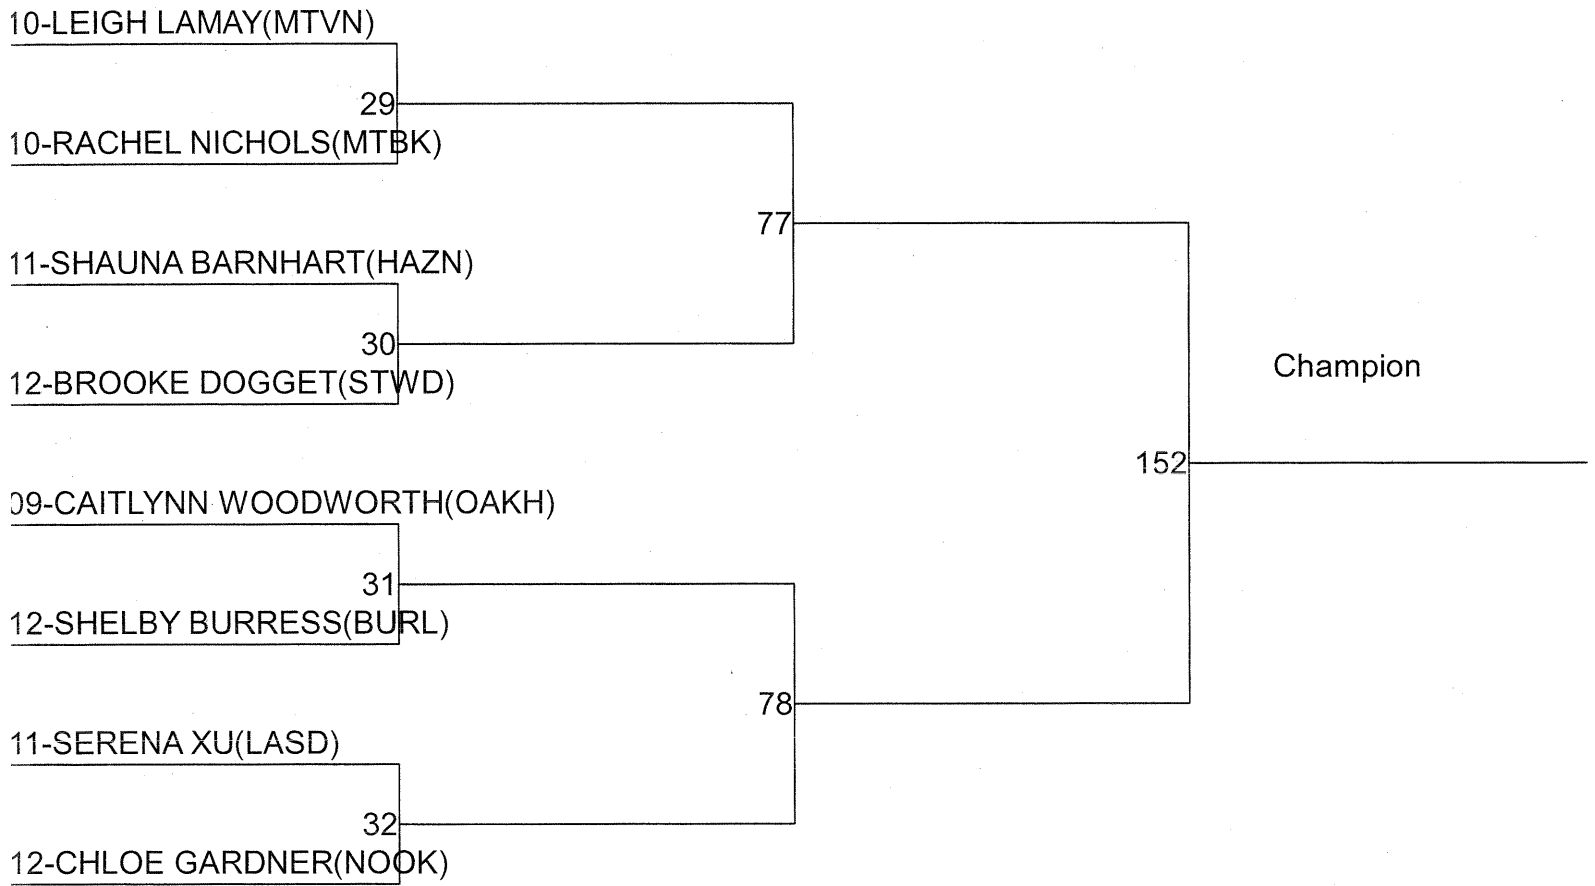 10-LEIGH LAMAY(MTVN)
29
10-RACHEL NICHOLS(MTBK)
77
11-SHAUNA BARNHART(HAZN)
30
12-BROOKE DOGGET(STWD)
Champion
152
09-CAITLYNN WOODWORTH(OAKH)
31
12-SHELBY BURRESS(BURL)
78
11-SERENA XU(LASD)
32
12-CHLOE GARDNER(NOOK)